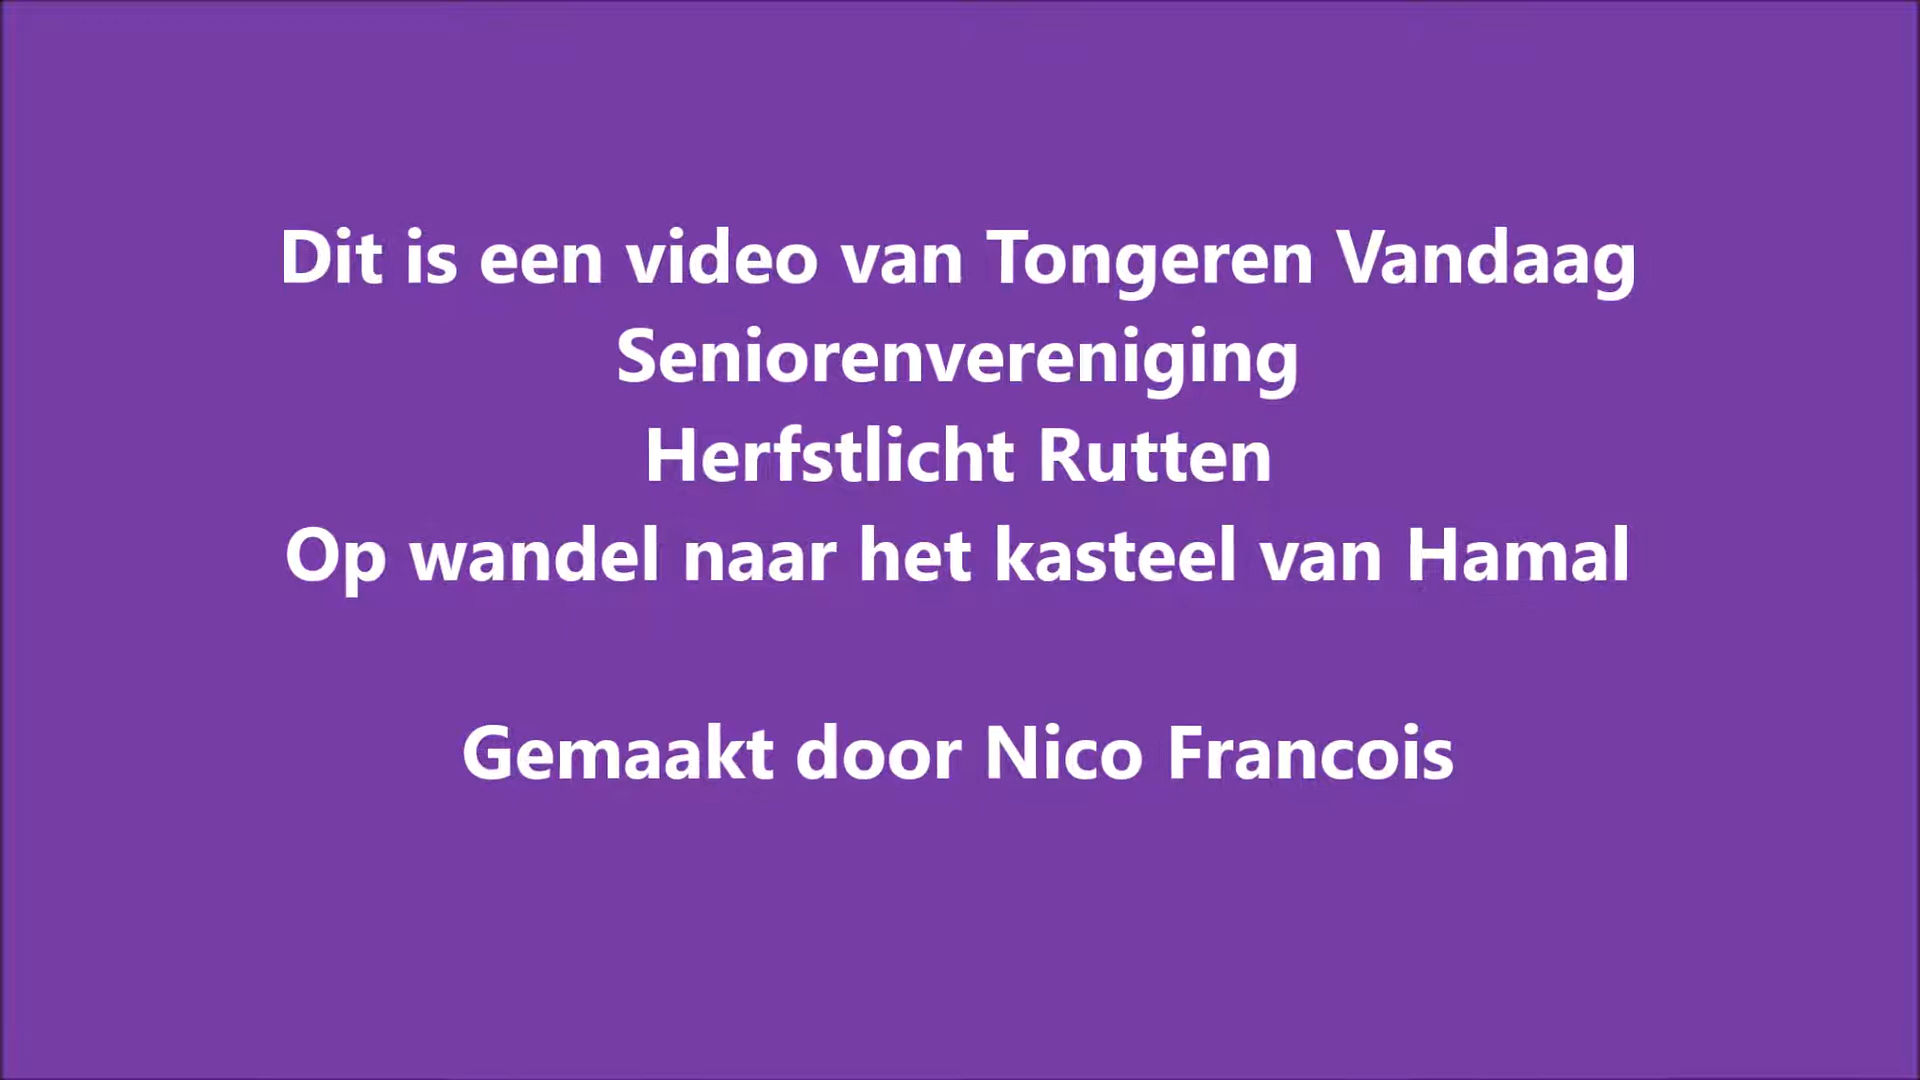 Dit is een video van Tongeren Vandaag
Seniorenvereniging
Herfstlicht Rutten
Op wandel naar het kasteel van Hamal
Gemaakt door Nico Francois